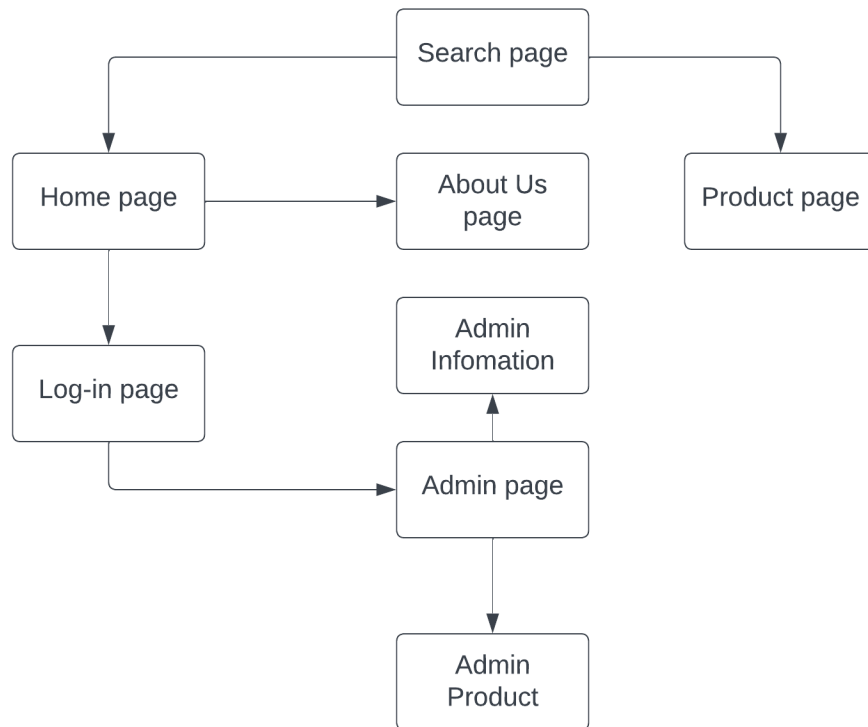 Search page
Home page
About Us
page
Product page
Admin
Infomation
Log-in page
Admin page
Admin
Product